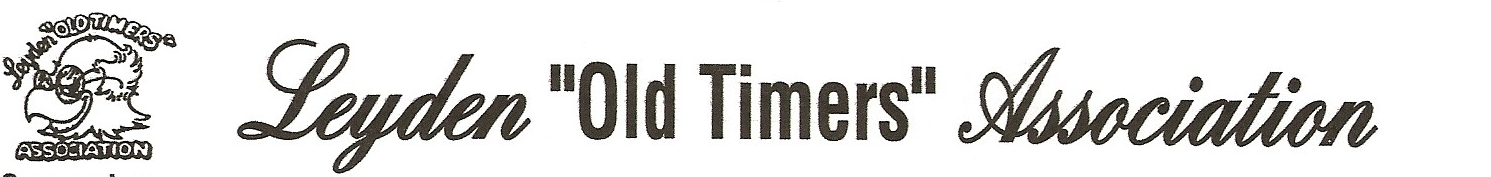 Leyden "OLD TIMERS"
ASSOCIATION
Leyden "Old Timers" Association